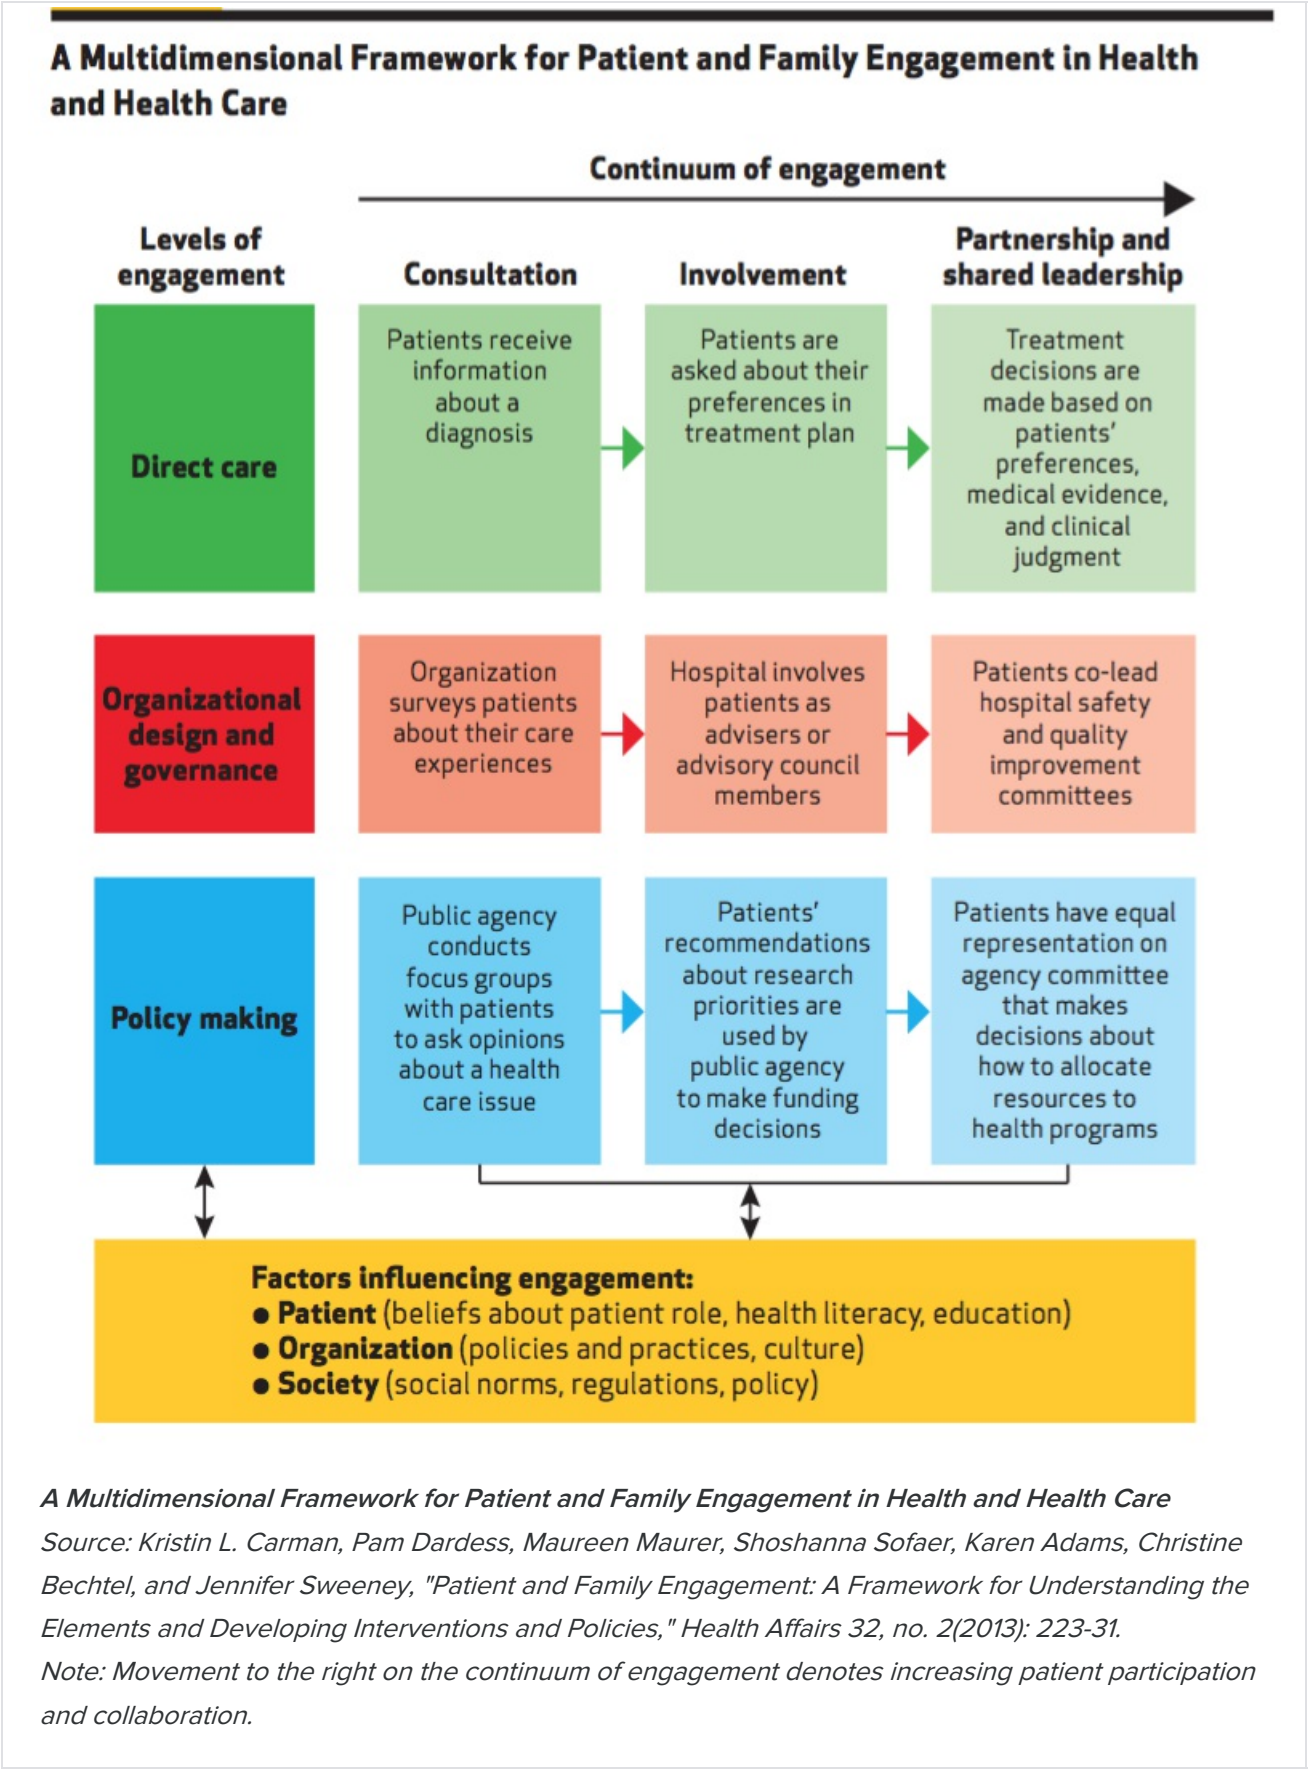 A Multidimensional Framework for Patient and Family Engagement in Health
and Health Care
Continuum of engagement
Levels of
engagement
Consultation
Involvement
Partnership and
shared leadership
Direct care
Patients receive
information
about a
diagnosis
Patients are
asked about their
preferences in
treatment plan
Treatment
decisions are
made based on
patients’
preferences,
medical evidence,
and clinical
judgment
Organizational
design and
governance
Organization
surveys patients
about their care
experiences
Hospital involves
patients as
advisers or
advisory council
members
Patients co-lead
hospital safety
and quality
improvement
committees
Policy making
Public agency
conducts
focus groups
with patients
to ask opinions
about a health
care issue
Patients’
recommendations
about research
priorities are
used by
public agency
to make funding
decisions
Patients have equal
representation on
agency committee
that makes
decisions about
how to allocate
resources to
health programs
Factors influencing engagement:
● Patient (beliefs about patient role, health literacy, education)
● Organization (policies and practices, culture)
● Society (social norms, regulations, policy)
A Multidimensional Framework for Patient and Family Engagement in Health and Health Care
Source: Kristin L. Carman, Pam Dardess, Maureen Maurer, Shoshanna Sofaer, Karen Adams, Christine
Bechtel, and Jennifer Sweeney, "Patient and Family Engagement: A Framework for Understanding the
Elements and Developing Interventions and Policies," Health Affairs 32, no. 2(2013): 223-31.
Note: Movement to the right on the continuum of engagement denotes increasing patient participation
and collaboration.